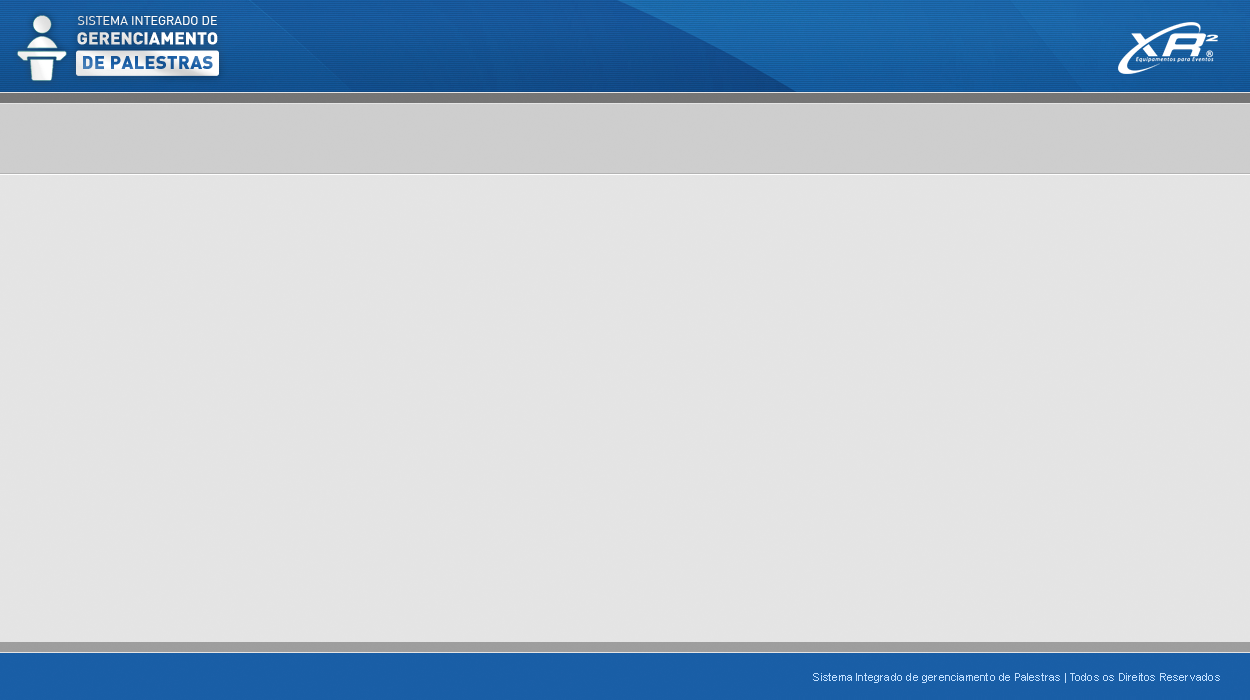 SISTEMA INTEGRADO DE
GERENCIAMENTO
DE PALESTRAS
XR²®
Equipamentos para Eventos
Sistema Integrado de gerenciamento de Palestras | Todos os Direitos Reservados